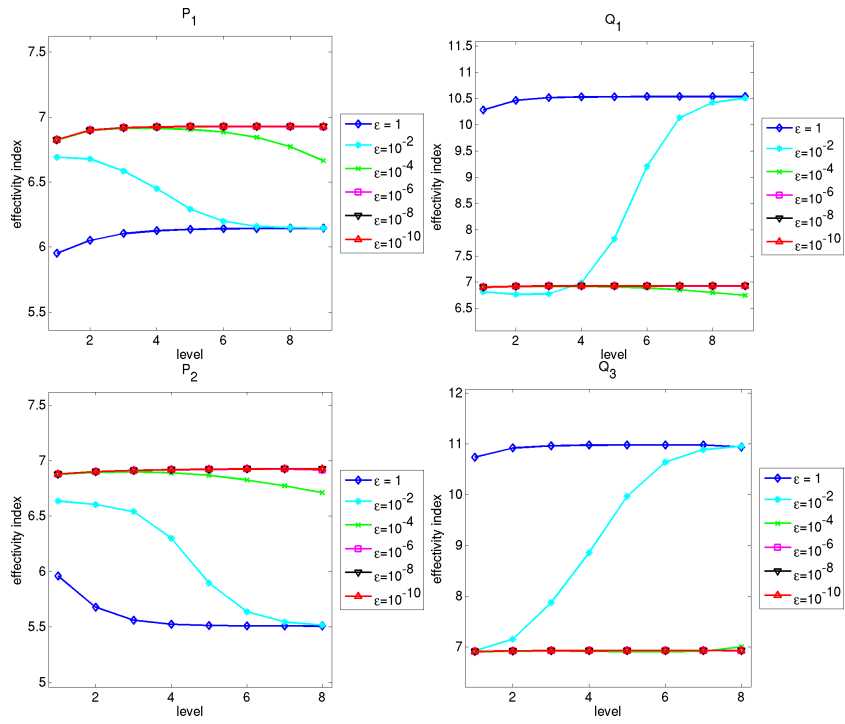 P1
7.5
7
6.5
6
5.5
effectivity index
2 4 6 8
level
ε = 1
ε=10^-2
ε=10^-4
ε=10^-6
ε=10^-8
ε=10^-10
Q1
11.5
11
10.5
10
9.5
9
8.5
8
7.5
7
6.5
effectivity index
2 4 6 8
level
ε = 1
ε=10^-2
ε=10^-4
ε=10^-6
ε=10^-8
ε=10^-10
P2
7.5
7
6.5
6
5.5
5
effectivity index
2 4 6 8
level
ε = 1
ε=10^-2
ε=10^-4
ε=10^-6
ε=10^-8
ε=10^-10
Q3
12
11
10
9
8
7
effectivity index
2 4 6 8
level
ε = 1
ε=10^-2
ε=10^-4
ε=10^-6
ε=10^-8
ε=10^-10